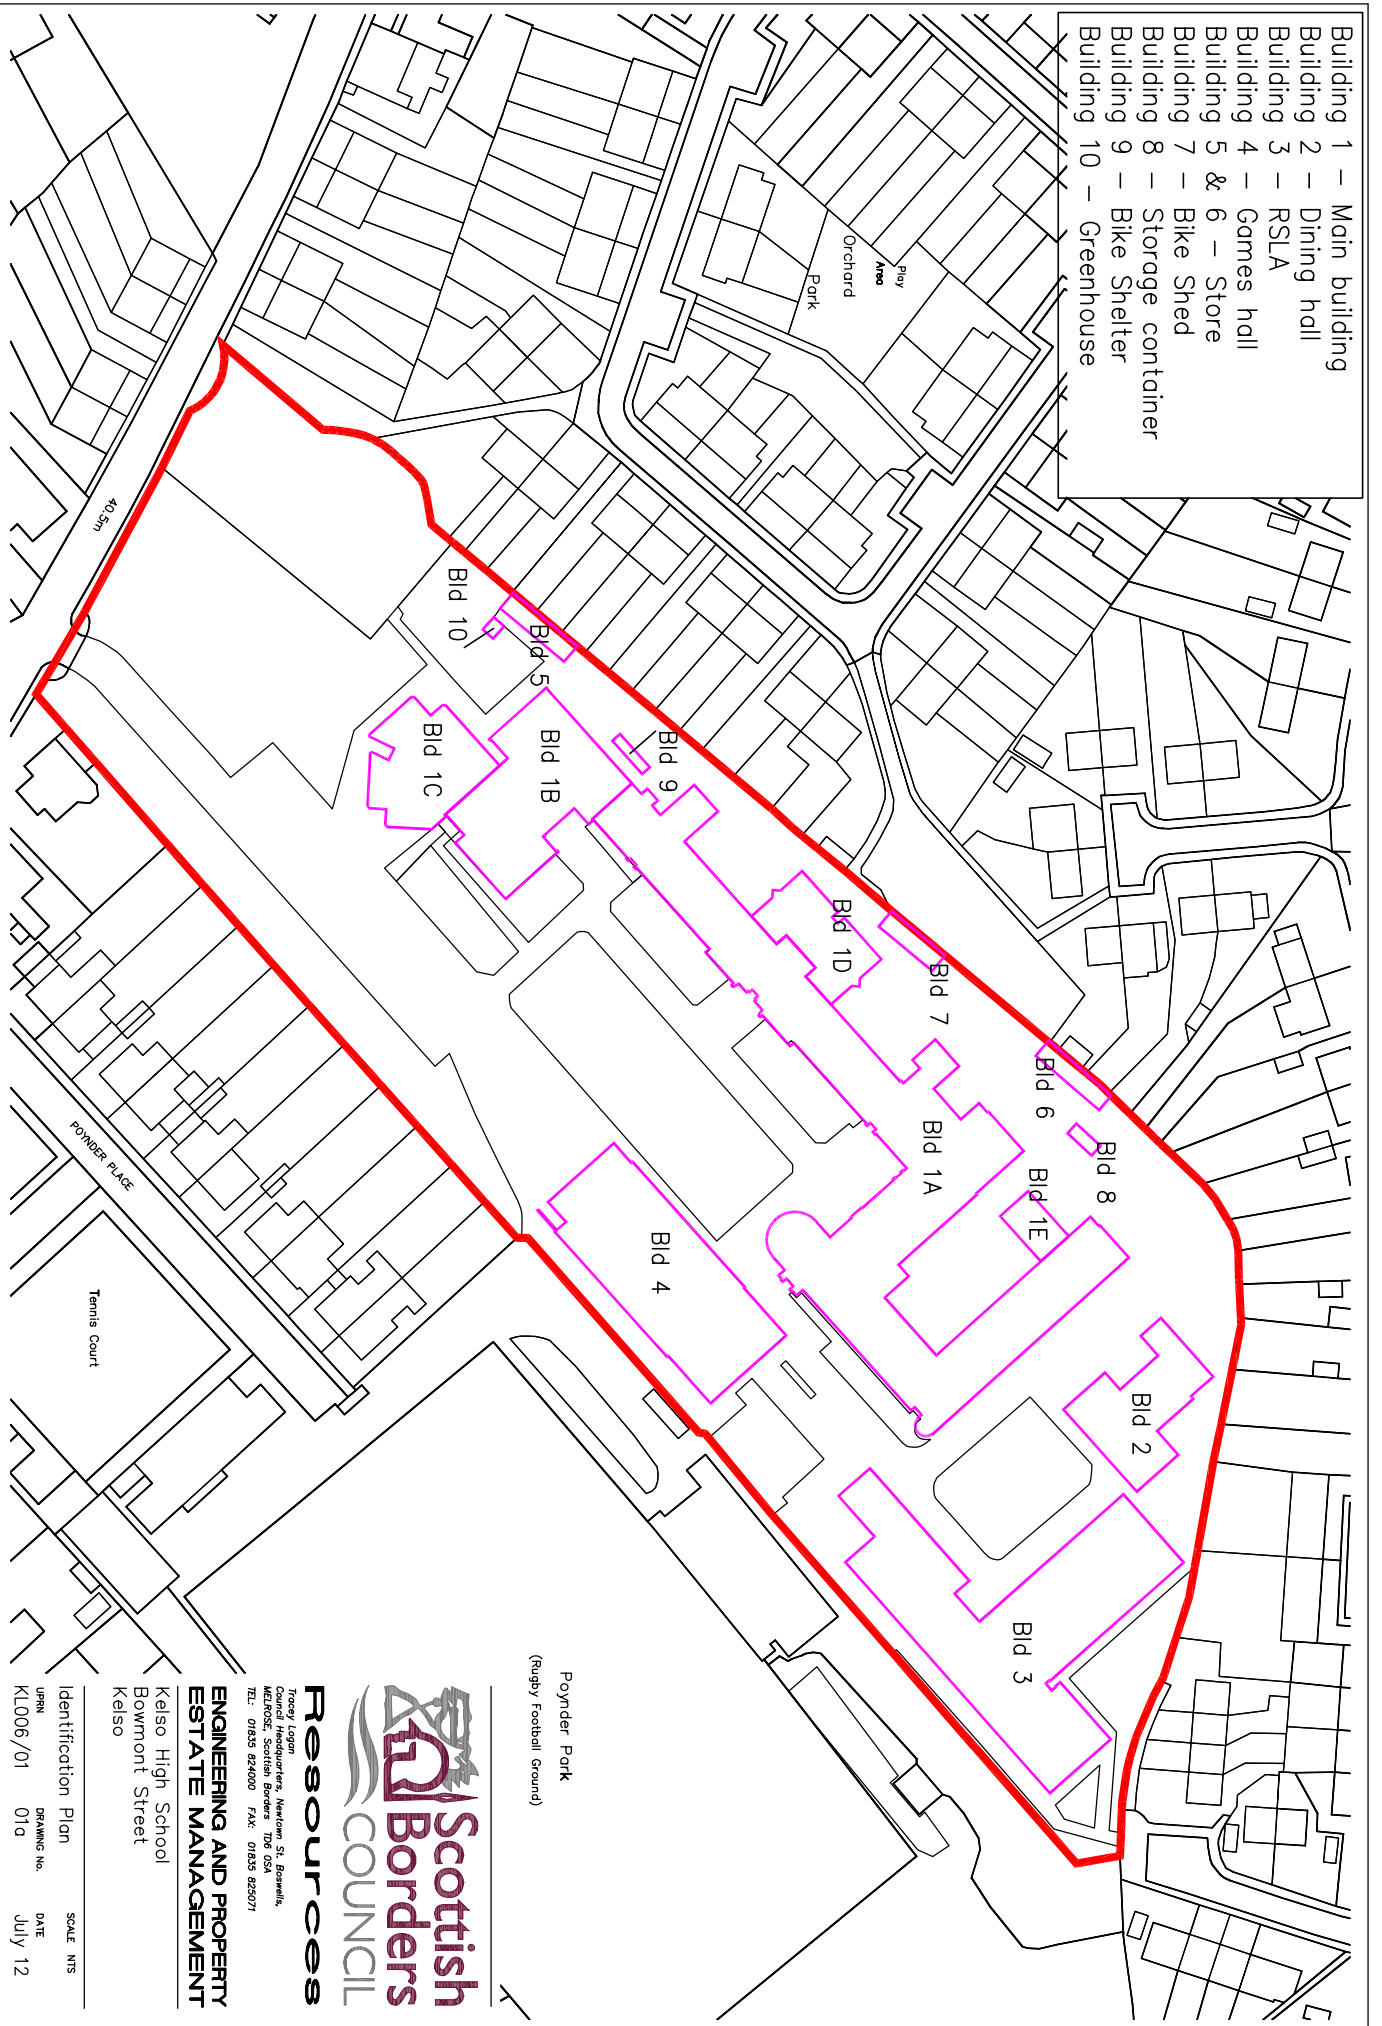 Building 1 - Main building
Building 2 - Dining hall
Building 3 - RSLA
Building 4 - Games hall
Building 5 & 6 - Store
Building 7 - Bike Shed
Building 8 - Storage container
Building 9 - Bike Shelter
Building 10 - Greenhouse
Play
Area
Orchard
Park
40.5m
Bld 10
Bld 5
Bld 9
Bld 1B
Bld 1C
Bld 1D
Bld 7
Bld 6
Bld 8
Bld 1A
Bld 1E
Bld 4
Bld 2
Bld 3
POYNDER PLACE
Tennis Court
Poynder Park
(Rugby Football Ground)
Scottish
Borders
COUNCIL
Resources
Tracey Logan
Council Headquarters, Newtown St. Boswells,
MELROSE, Scottish Borders TD6 0SA
TEL: 01835 824000 FAX: 01835 825071
ENGINEERING AND PROPERTY
ESTATE MANAGEMENT
Kelso High School
Bowmont Street
Kelso
Identification Plan SCALE NTS
UPRN DRAWING No. DATE
KL006/01 01a July 12